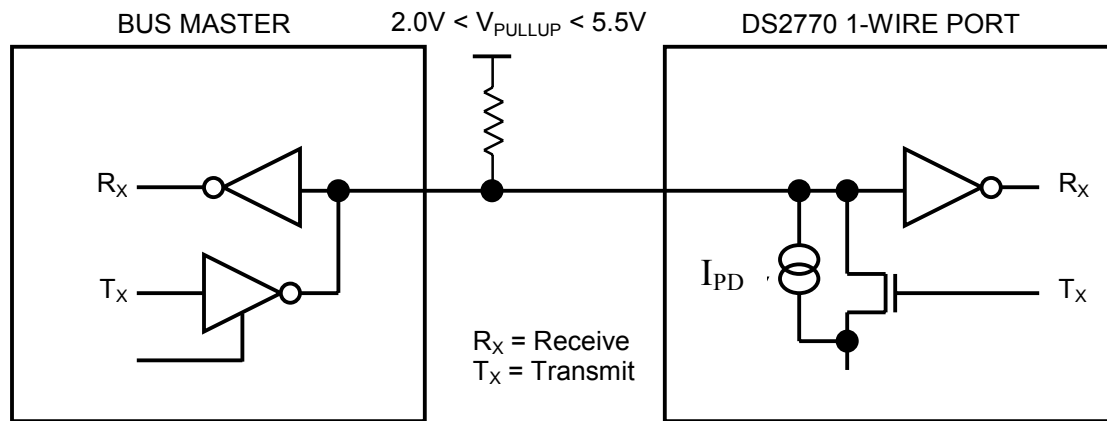 BUS MASTER
2.0V < V_PULLUP < 5.5V
DS2770 1-WIRE PORT
R_X
R_X
T_X
I_PD
T_X
R_X = Receive
T_X = Transmit